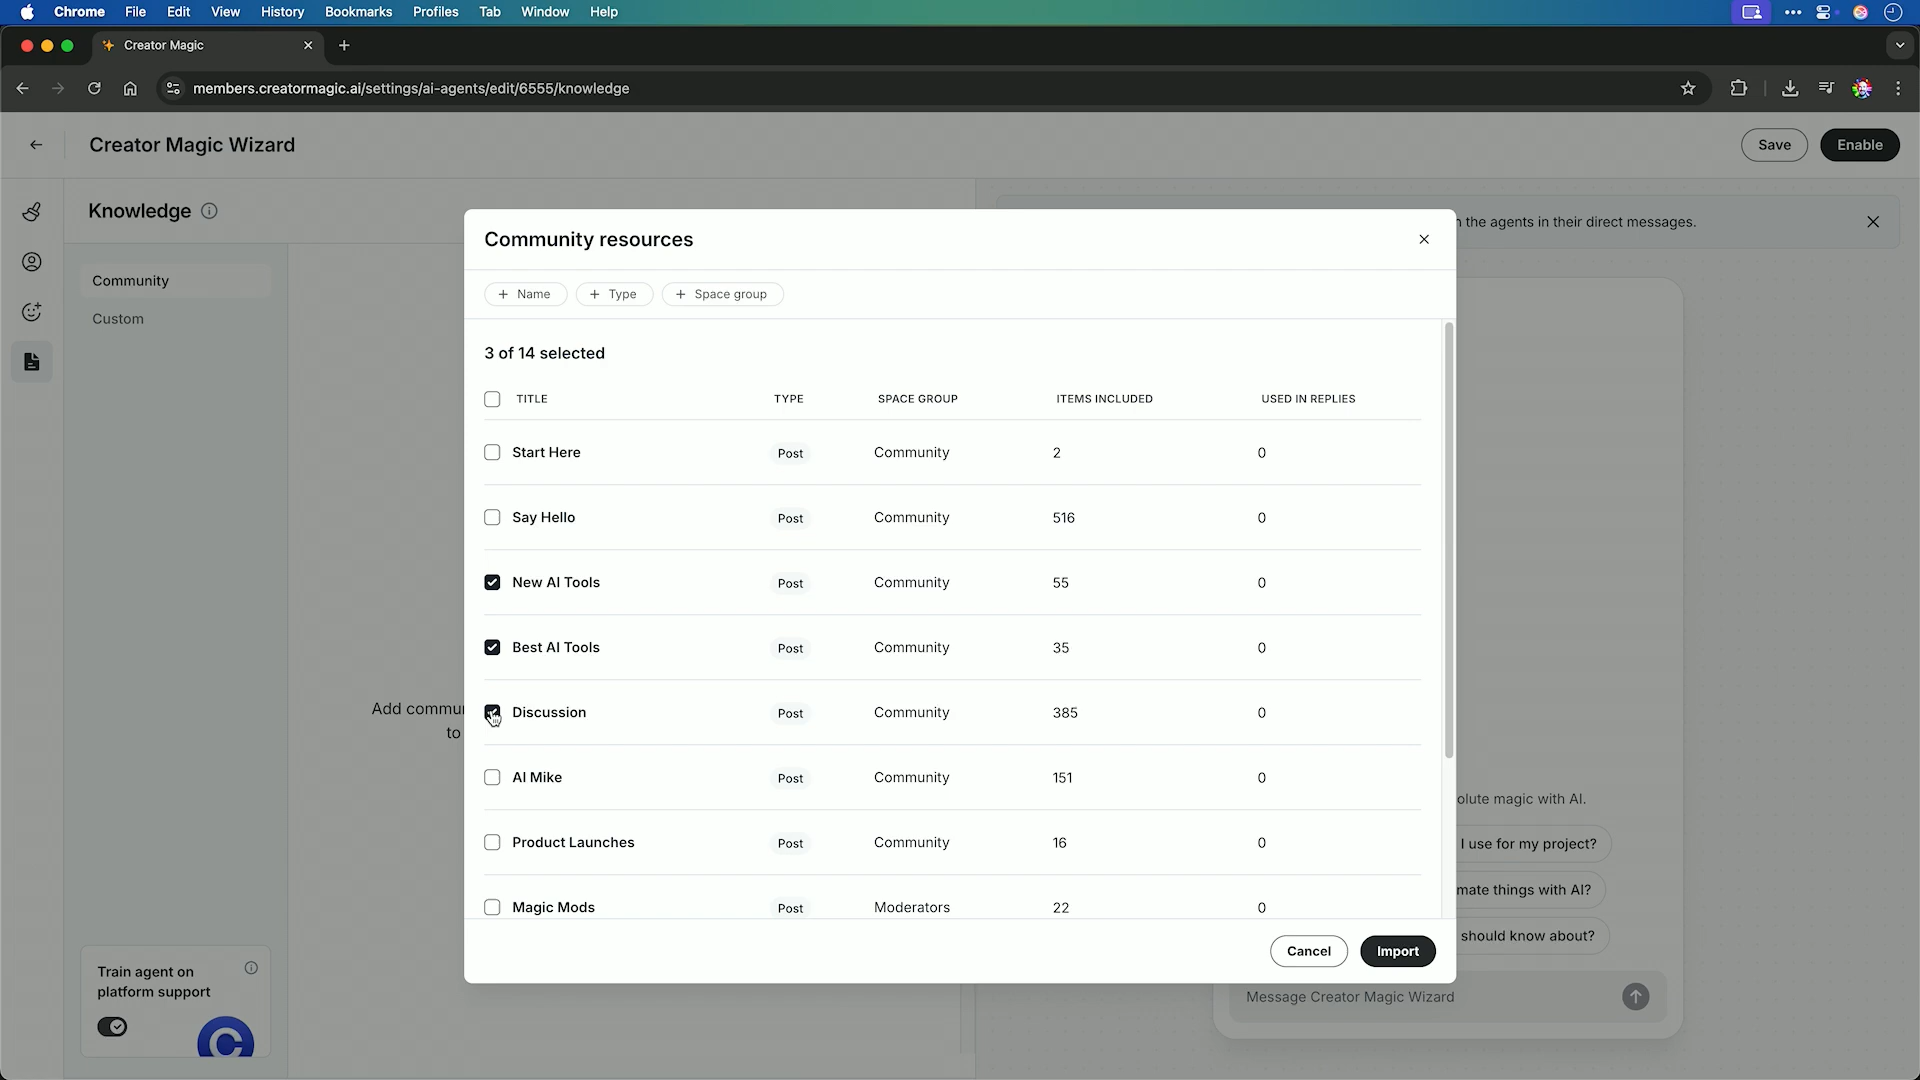 Chrome File Edit View History Bookmarks Profiles Tab Window Help
Creator Magic
members.creatormagic.ai/settings/ai-agents/edit/6555/knowledge
Creator Magic Wizard
Save
Enable
Knowledge
Community
Custom
Add commu
to
Train agent on
platform support
n the agents in their direct messages.
Community resources
+ Name + Type + Space group
3 of 14 selected
TITLE TYPE SPACE GROUP ITEMS INCLUDED USED IN REPLIES
Start Here Post Community 2 0
Say Hello Post Community 516 0
New AI Tools Post Community 55 0
Best AI Tools Post Community 35 0
Discussion Post Community 385 0
AI Mike Post Community 151 0
Product Launches Post Community 16 0
Magic Mods Post Moderators 22 0
Cancel Import
olute magic with AI.
I use for my project?
mate things with AI?
should know about?
Message Creator Magic Wizard